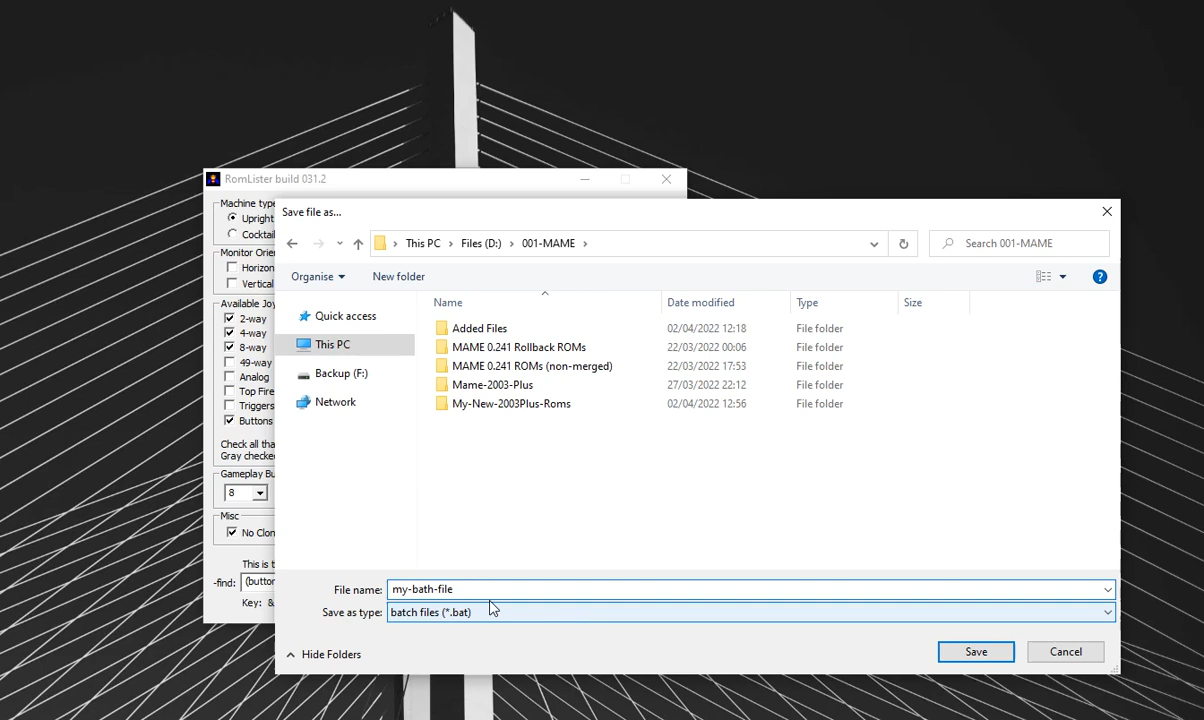 RomLister build 031.2
Machine type
Upright
Cocktai
Monitor Orie
Horizon
Vertical
Available Joy
2-way
4-way
8-way
49-way
Analog
Top Fire
Triggers
Buttons
Check all tha
Gray checked
Gameplay Bu
8
Misc
No Clon
This is t
-find: (button
Key: &
Save file as...
This PC > Files (D:) > 001-MAME >
Search 001-MAME
Organise
New folder
?
Name Date modified Type Size
Quick access
This PC
Backup (F:)
Network
Added Files 02/04/2022 12:18 File folder
MAME 0.241 Rollback ROMs 22/03/2022 00:06 File folder
MAME 0.241 ROMs (non-merged) 22/03/2022 17:53 File folder
Mame-2003-Plus 27/03/2022 22:12 File folder
My-New-2003Plus-Roms 02/04/2022 12:56 File folder
File name: my-bath-file
Save as type: batch files (*.bat)
Hide Folders
Save
Cancel